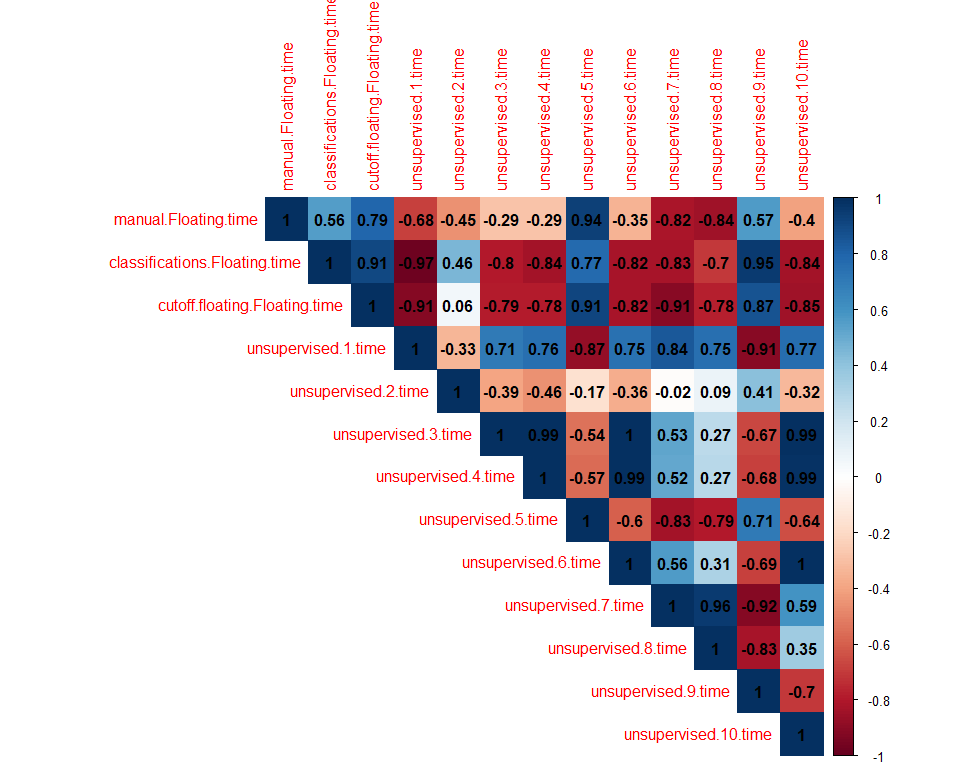 manual.Floating.time
classifications.Floating.time
cutoff.floating.Floating.time
unsupervised.1.time
unsupervised.2.time
unsupervised.3.time
unsupervised.4.time
unsupervised.5.time
unsupervised.6.time
unsupervised.7.time
unsupervised.8.time
unsupervised.9.time
unsupervised.10.time
manual.Floating.time 1 0.56 0.79 -0.68 -0.45 -0.29 -0.29 0.94 -0.35 -0.82 -0.84 0.57 -0.4
classifications.Floating.time 1 0.91 -0.97 0.46 -0.8 -0.84 0.77 -0.82 -0.83 -0.7 0.95 -0.84
cutoff.floating.Floating.time 1 -0.91 0.06 -0.79 -0.78 0.91 -0.82 -0.91 -0.78 0.87 -0.85
unsupervised.1.time 1 -0.33 0.71 0.76 -0.87 0.75 0.84 0.75 -0.91 0.77
unsupervised.2.time 1 -0.39 -0.46 -0.17 -0.36 -0.02 0.09 0.41 -0.32
unsupervised.3.time 1 0.99 -0.54 1 0.53 0.27 -0.67 0.99
unsupervised.4.time 1 -0.57 0.99 0.52 0.27 -0.68 0.99
unsupervised.5.time 1 -0.6 -0.83 -0.79 0.71 -0.64
unsupervised.6.time 1 0.56 0.31 -0.69 1
unsupervised.7.time 1 0.96 -0.92 0.59
unsupervised.8.time 1 -0.83 0.35
unsupervised.9.time 1 -0.7
unsupervised.10.time 1
1
0.8
0.6
0.4
0.2
0
-0.2
-0.4
-0.6
-0.8
-1